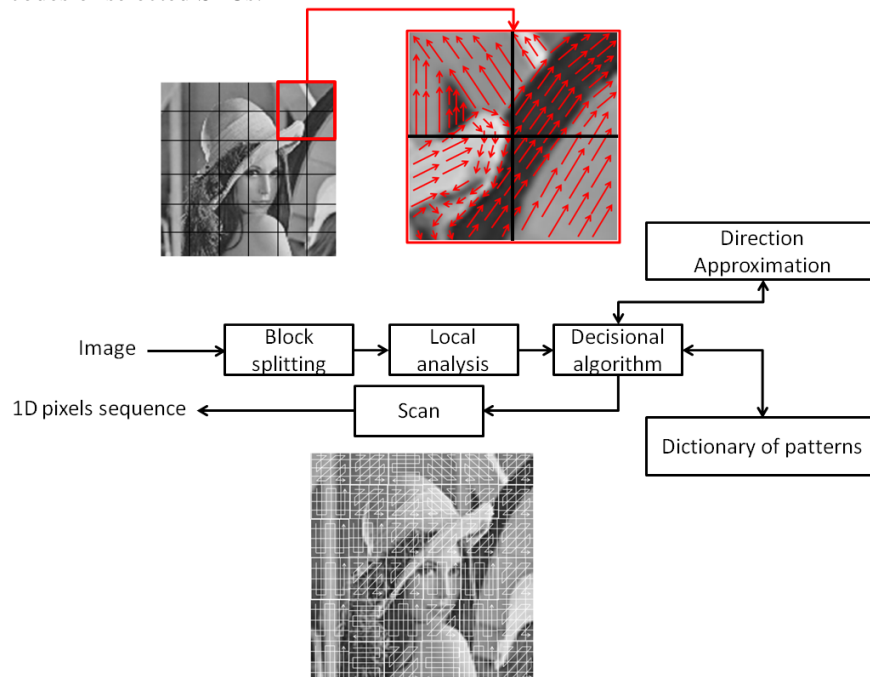 Direction
Approximation
Image
Block
splitting
Local
analysis
Decisional
algorithm
1D pixels sequence
Scan
Dictionary of patterns